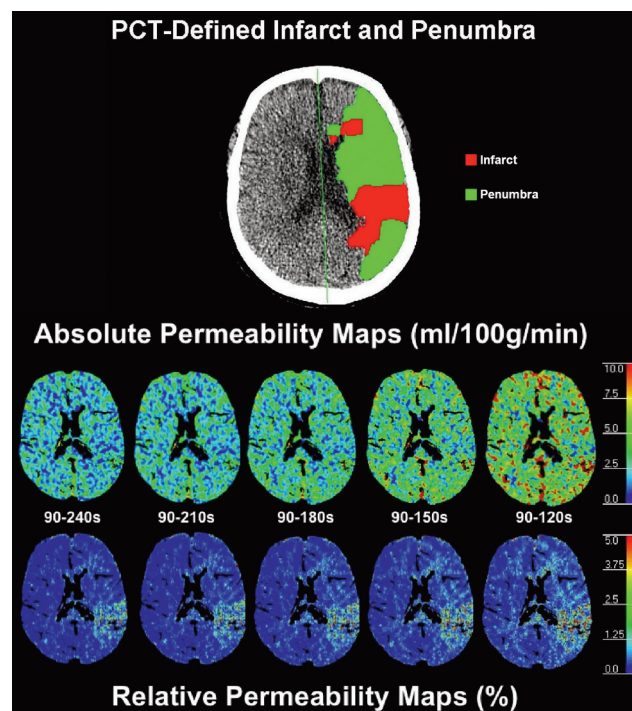 PCT-Defined Infarct and Penumbra
Infarct
Penumbra
Absolute Permeability Maps (ml/100g/min)
10.0
7.5
5.0
2.5
0.0
90-240s 90-210s 90-180s 90-150s 90-120s
5.0
3.75
2.5
1.25
0.0
Relative Permeability Maps (%)